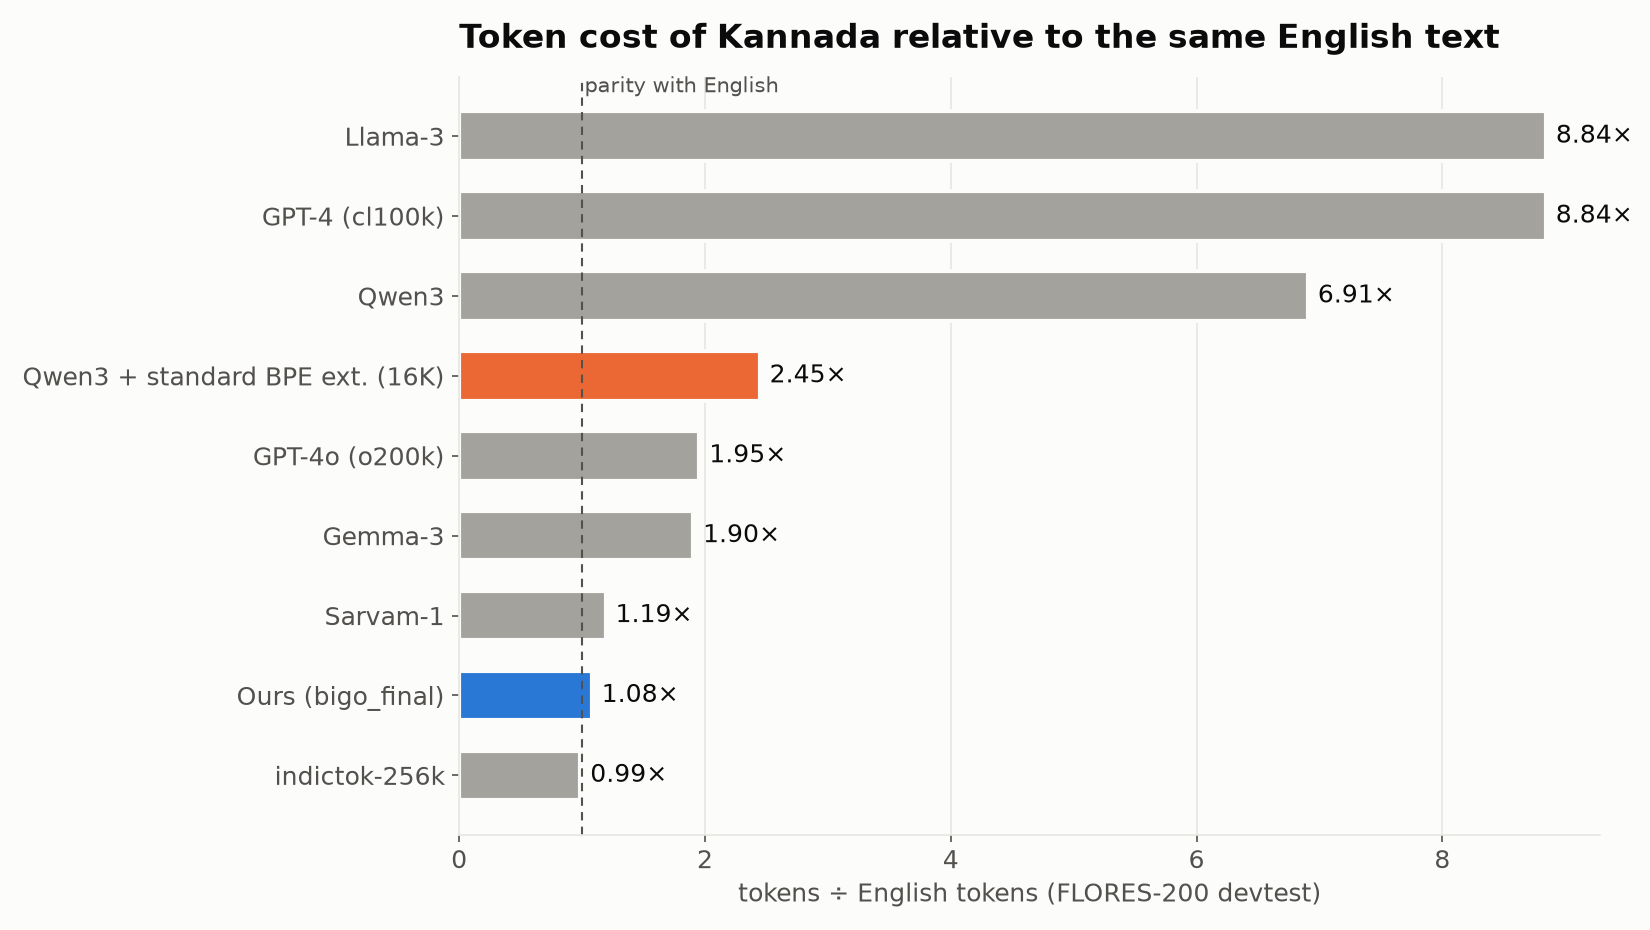 Token cost of Kannada relative to the same English text
parity with English
Llama-3 8.84×
GPT-4 (cl100k) 8.84×
Qwen3 6.91×
Qwen3 + standard BPE ext. (16K) 2.45×
GPT-4o (o200k) 1.95×
Gemma-3 1.90×
Sarvam-1 1.19×
Ours (bigo_final) 1.08×
indictok-256k 0.99×
0 2 4 6 8
tokens ÷ English tokens (FLORES-200 devtest)